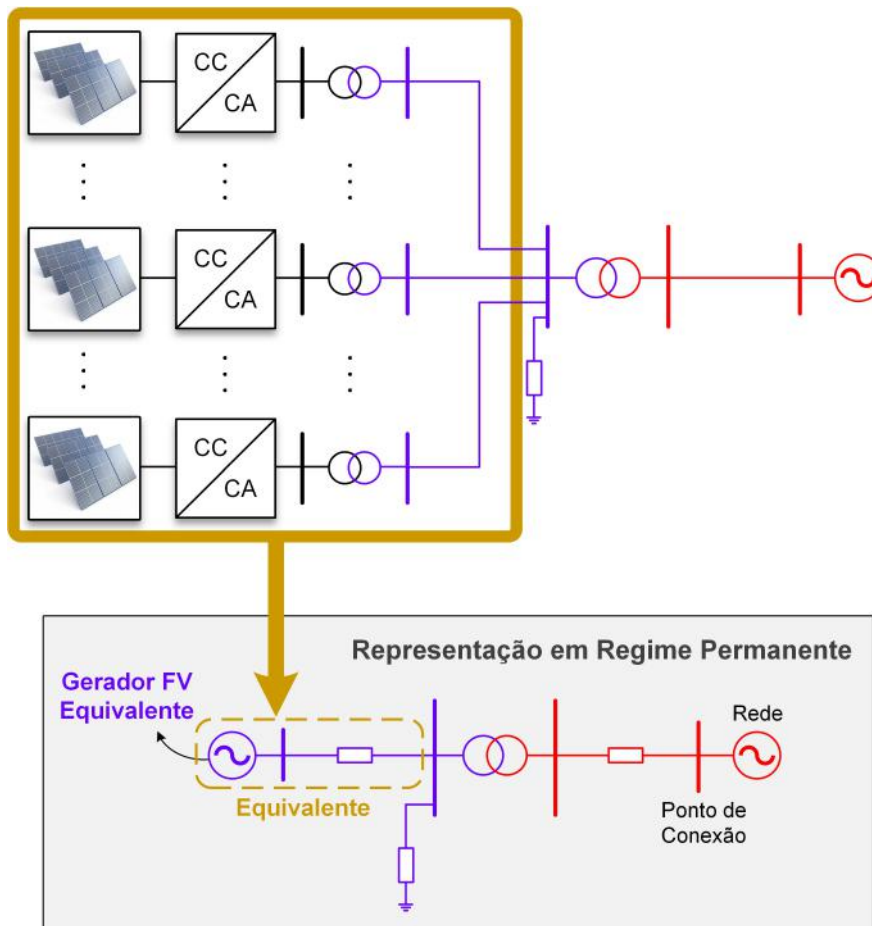 CC
CA
CC
CA
CC
CA
Representação em Regime Permanente
Gerador FV
Equivalente
Rede
Equivalente
Ponto de
Conexão